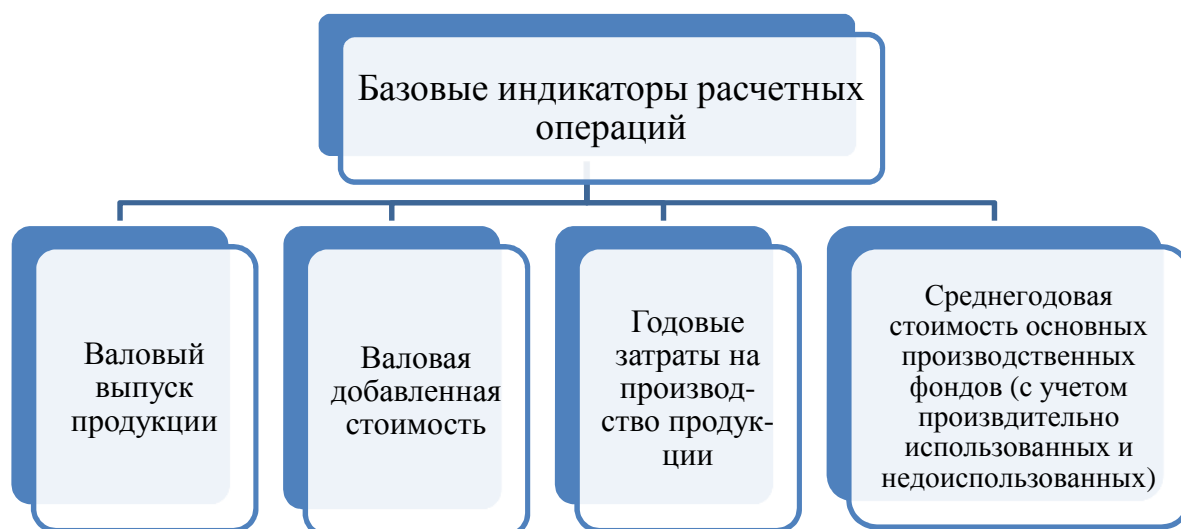 Базовые индикаторы расчетных
операций
Валовый
выпуск
продукции
Валовая
добавленная
стоимость
Годовые
затраты на
производ-
ство продук-
ции
Среднегодовая
стоимость основных
производственных
фондов (с учетом
произвдительно
использованных и
недоиспользованных)